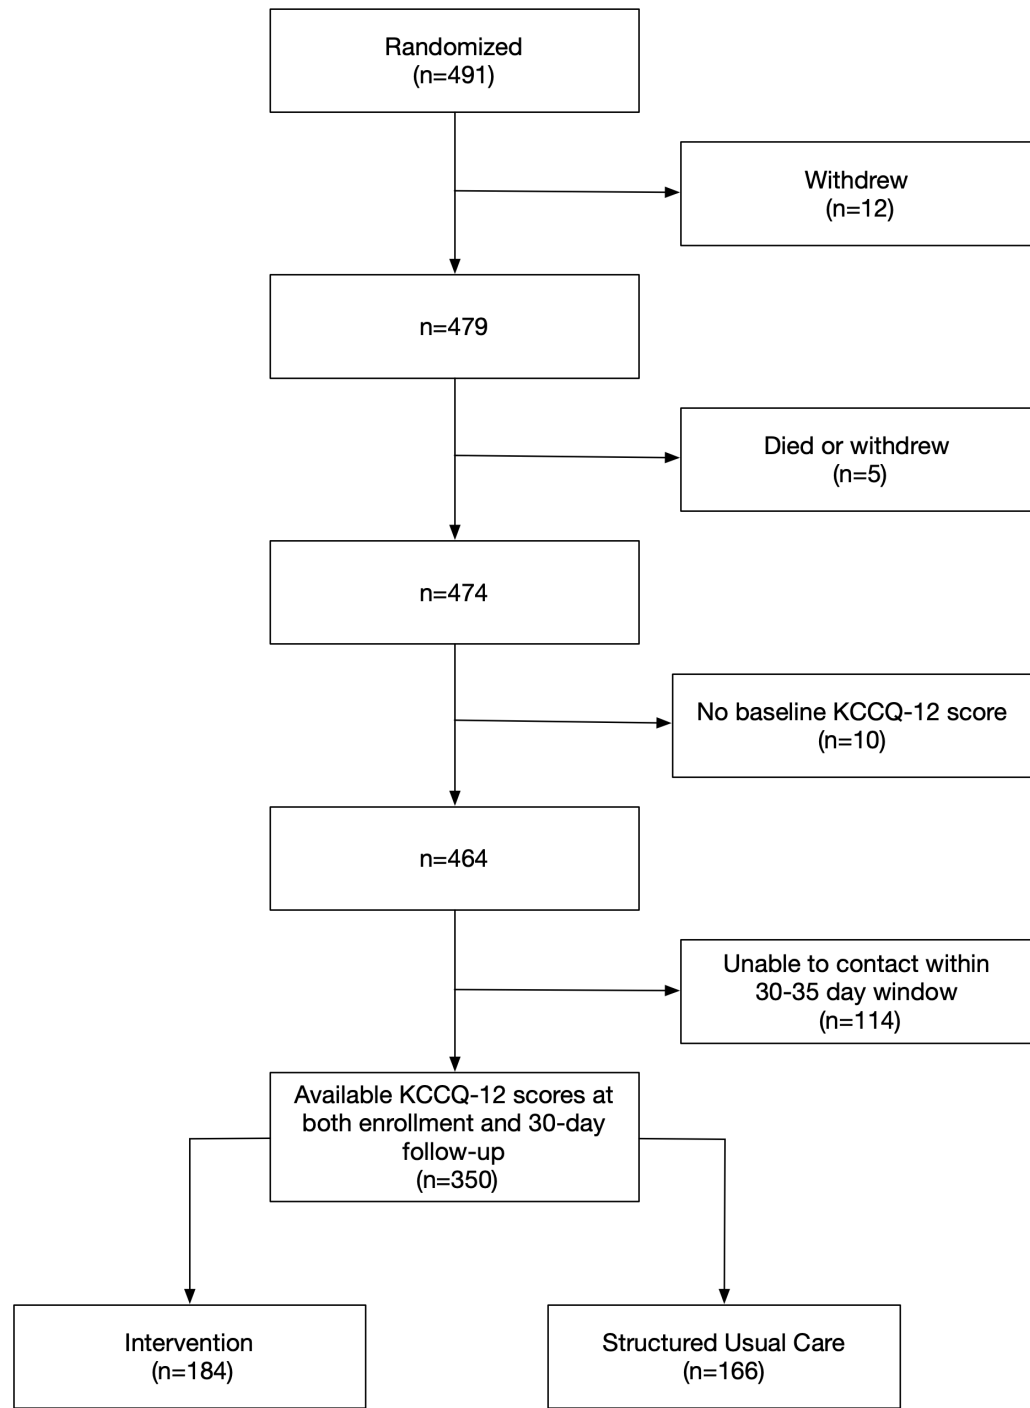 Randomized
(n=491)
Withdrew
(n=12)
n=479
Died or withdrew
(n=5)
n=474
No baseline KCCQ-12 score
(n=10)
n=464
Unable to contact within
30-35 day window
(n=114)
Available KCCQ-12 scores at
both enrollment and 30-day
follow-up
(n=350)
Intervention
(n=184)
Structured Usual Care
(n=166)